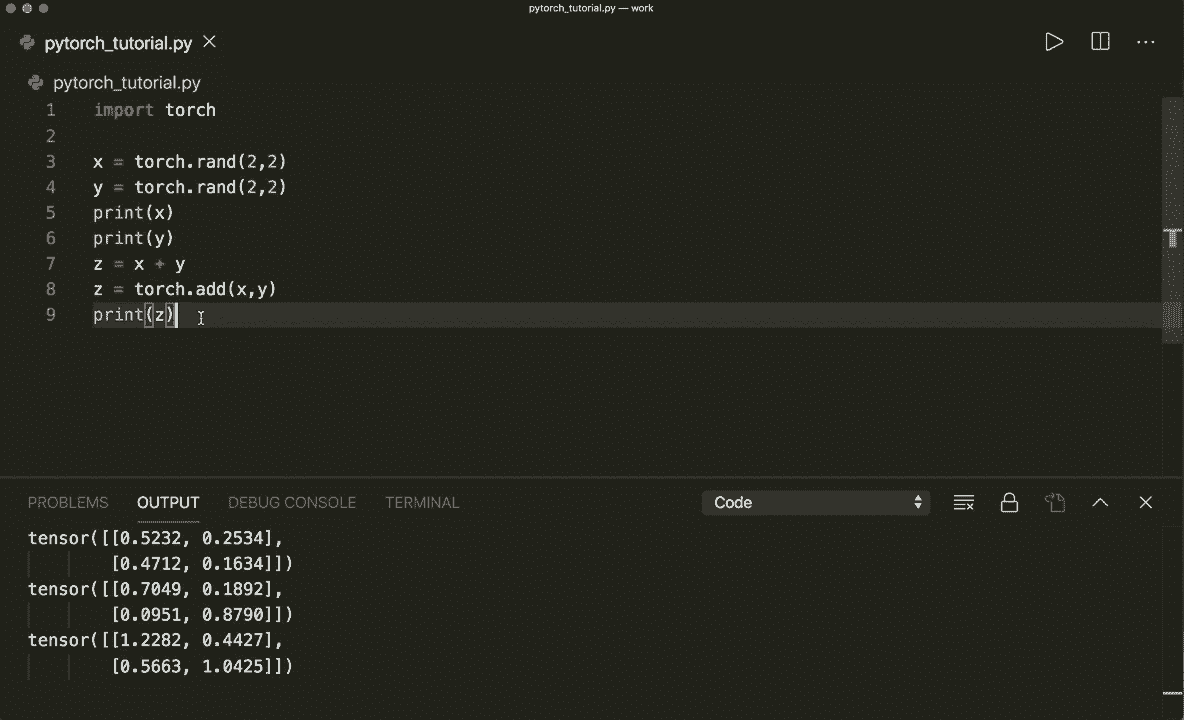 pytorch_tutorial.py — work
pytorch_tutorial.py
pytorch_tutorial.py
1 import torch
2
3 x = torch.rand(2,2)
4 y = torch.rand(2,2)
5 print(x)
6 print(y)
7 z = x + y
8 z = torch.add(x,y)
9 print(z)
PROBLEMS OUTPUT DEBUG CONSOLE TERMINAL Code
tensor([[0.5232, 0.2534],
[0.4712, 0.1634]])
tensor([[0.7049, 0.1892],
[0.0951, 0.8790]])
tensor([[1.2282, 0.4427],
[0.5663, 1.0425]])